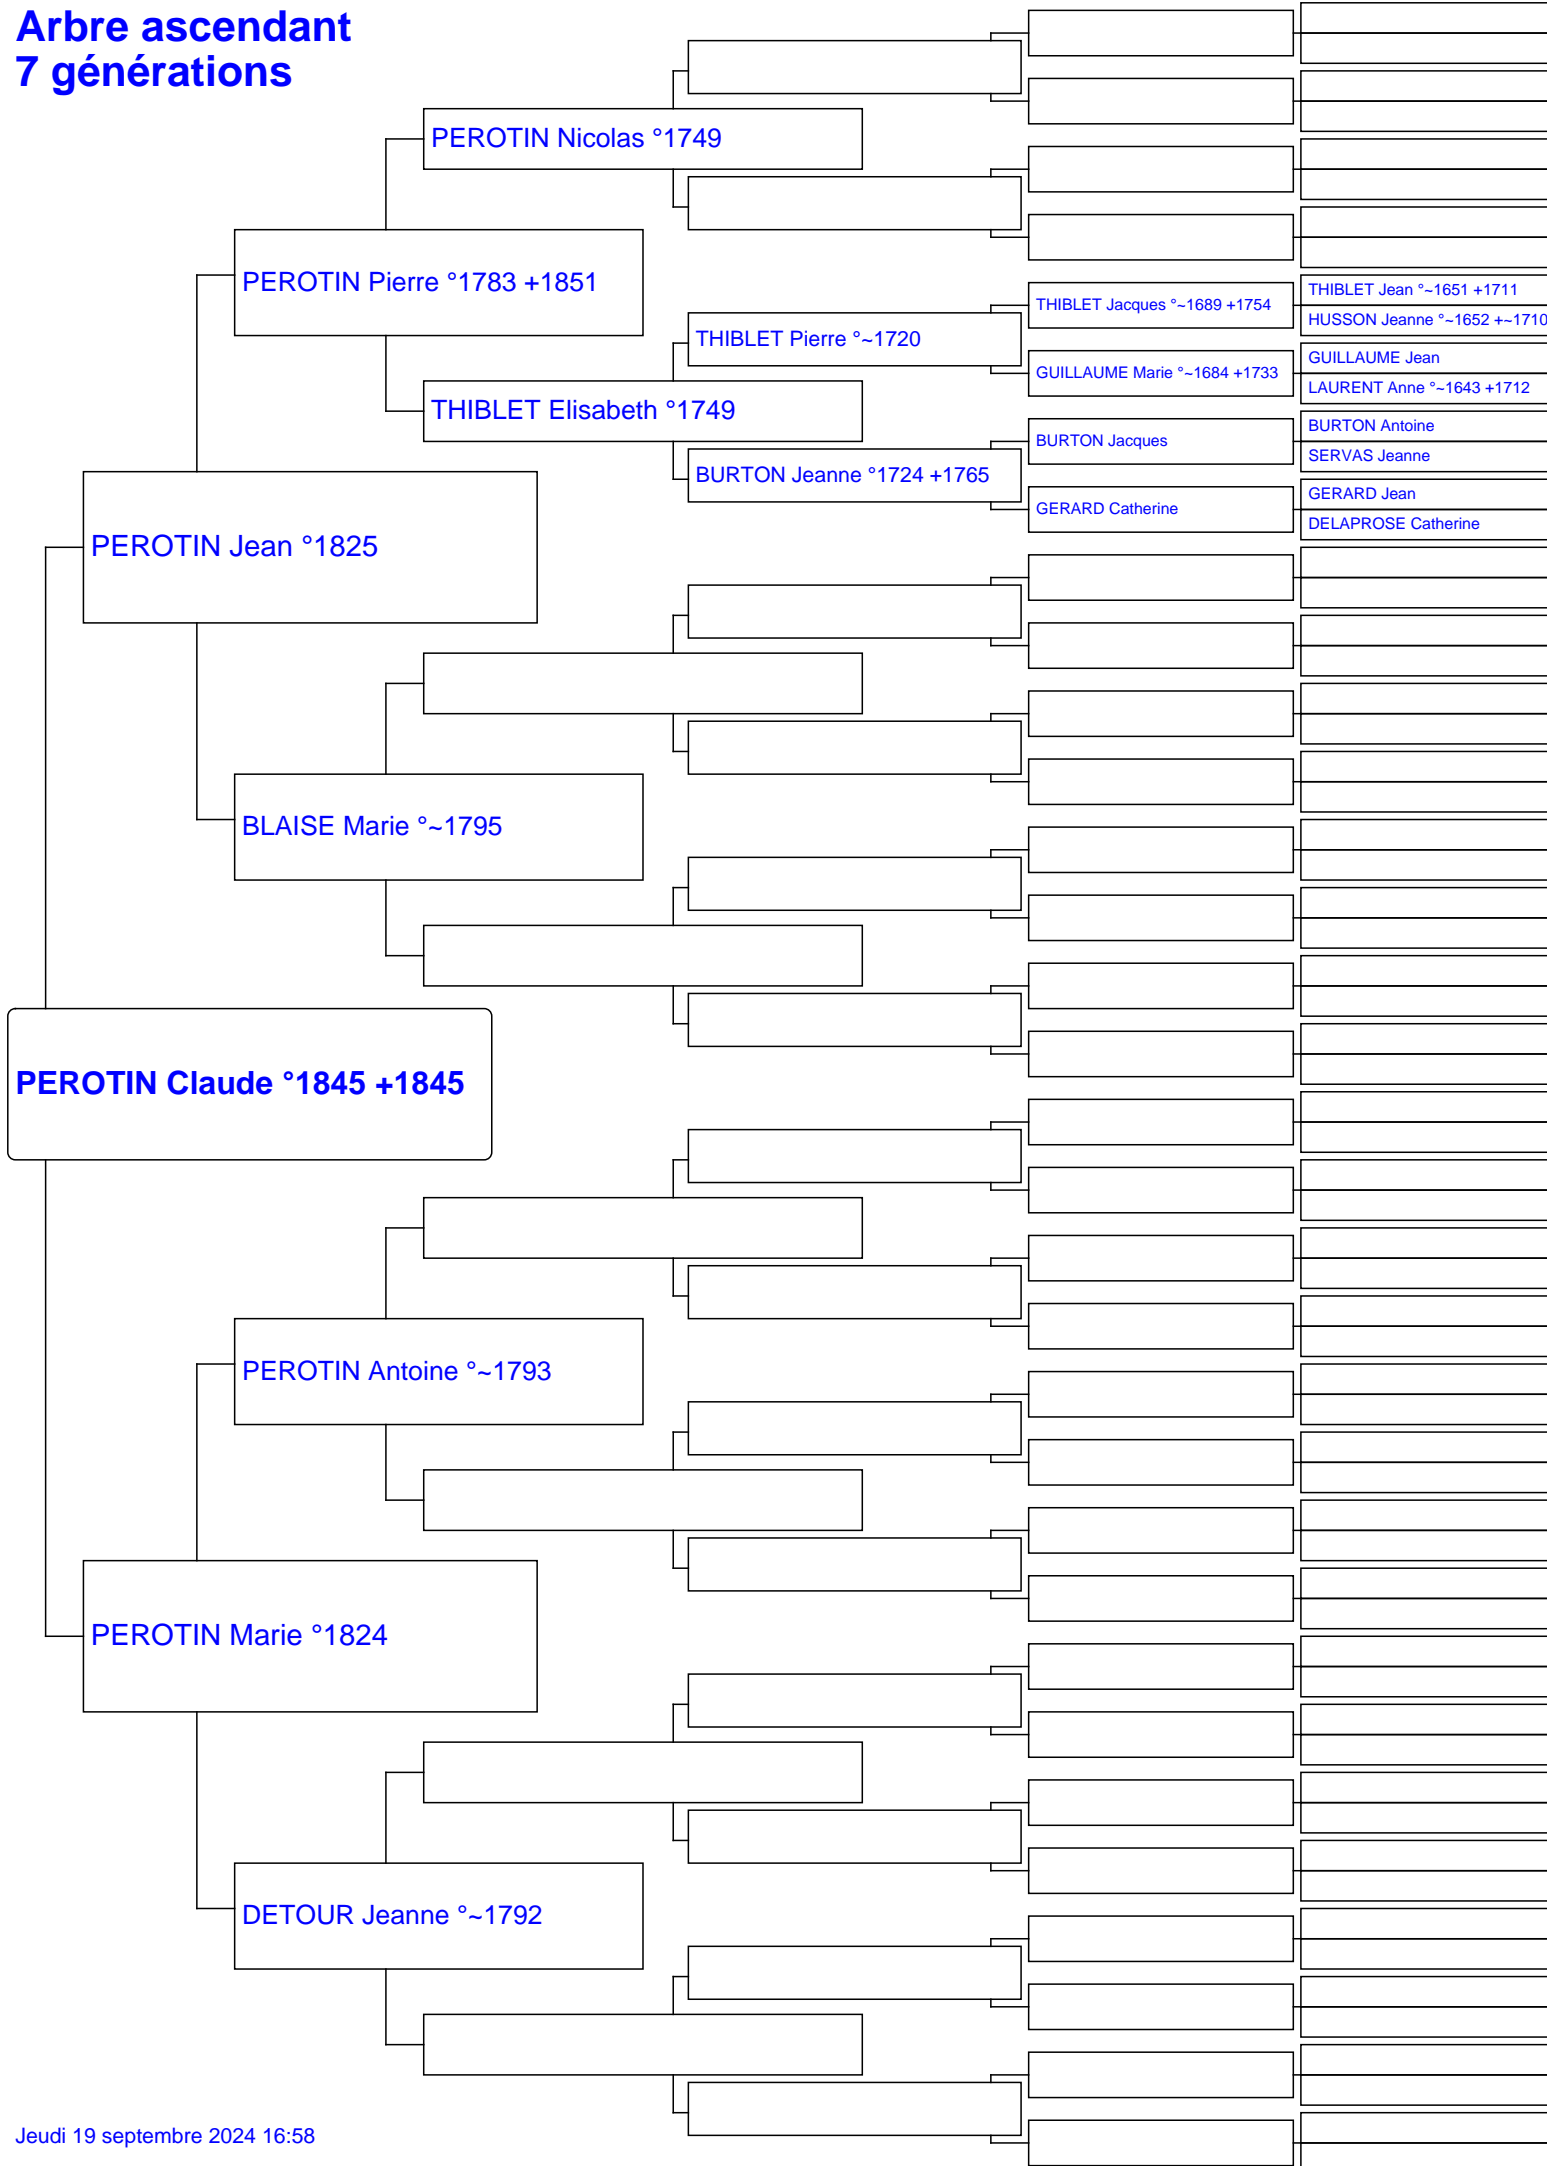 Arbre ascendant
7 générations
PEROTIN Nicolas °1749
PEROTIN Pierre °1783 +1851
THIBLET Jacques °~1689 +1754
THIBLET Jean °~1651 +1711
HUSSON Jeanne °~1652 +~1710
THIBLET Pierre °~1720
GUILLAUME Marie °~1684 +1733
GUILLAUME Jean
LAURENT Anne °~1643 +1712
THIBLET Elisabeth °1749
BURTON Jacques
BURTON Antoine
SERVAS Jeanne
BURTON Jeanne °1724 +1765
GERARD Catherine
GERARD Jean
DELAPROSE Catherine
PEROTIN Jean °1825
BLAISE Marie °~1795
PEROTIN Claude °1845 +1845
PEROTIN Antoine °~1793
PEROTIN Marie °1824
DETOUR Jeanne °~1792
Jeudi 19 septembre 2024 16:58